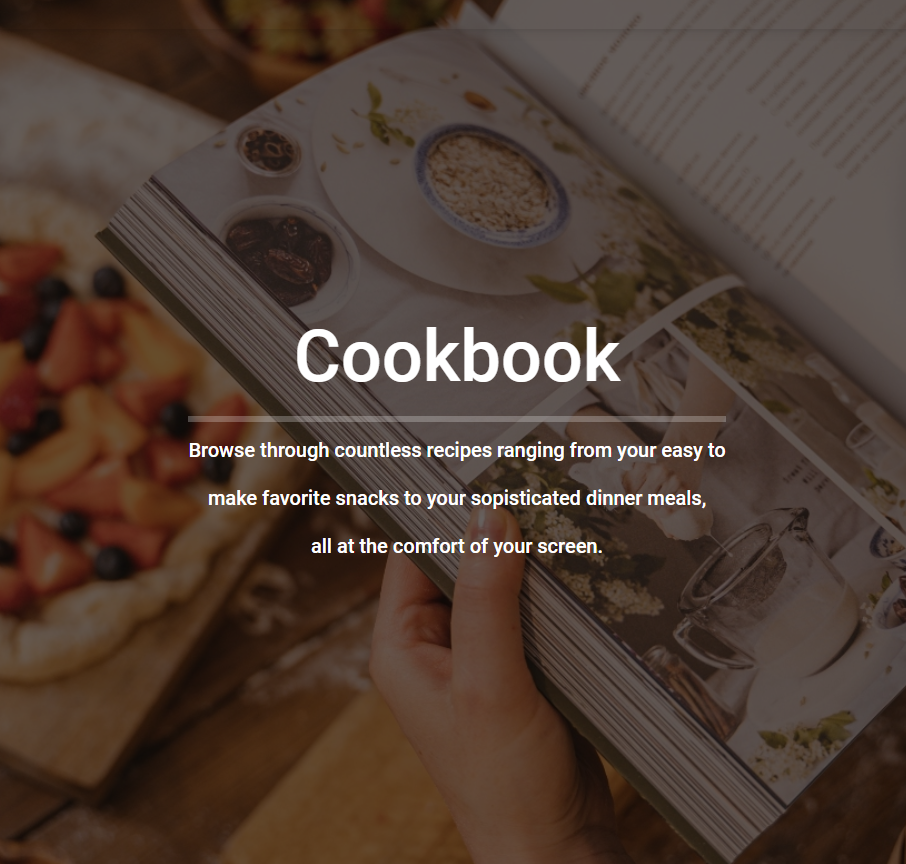 Cookbook
Browse through countless recipes ranging from your easy to
make favorite snacks to your sopisticated dinner meals,
all at the comfort of your screen.